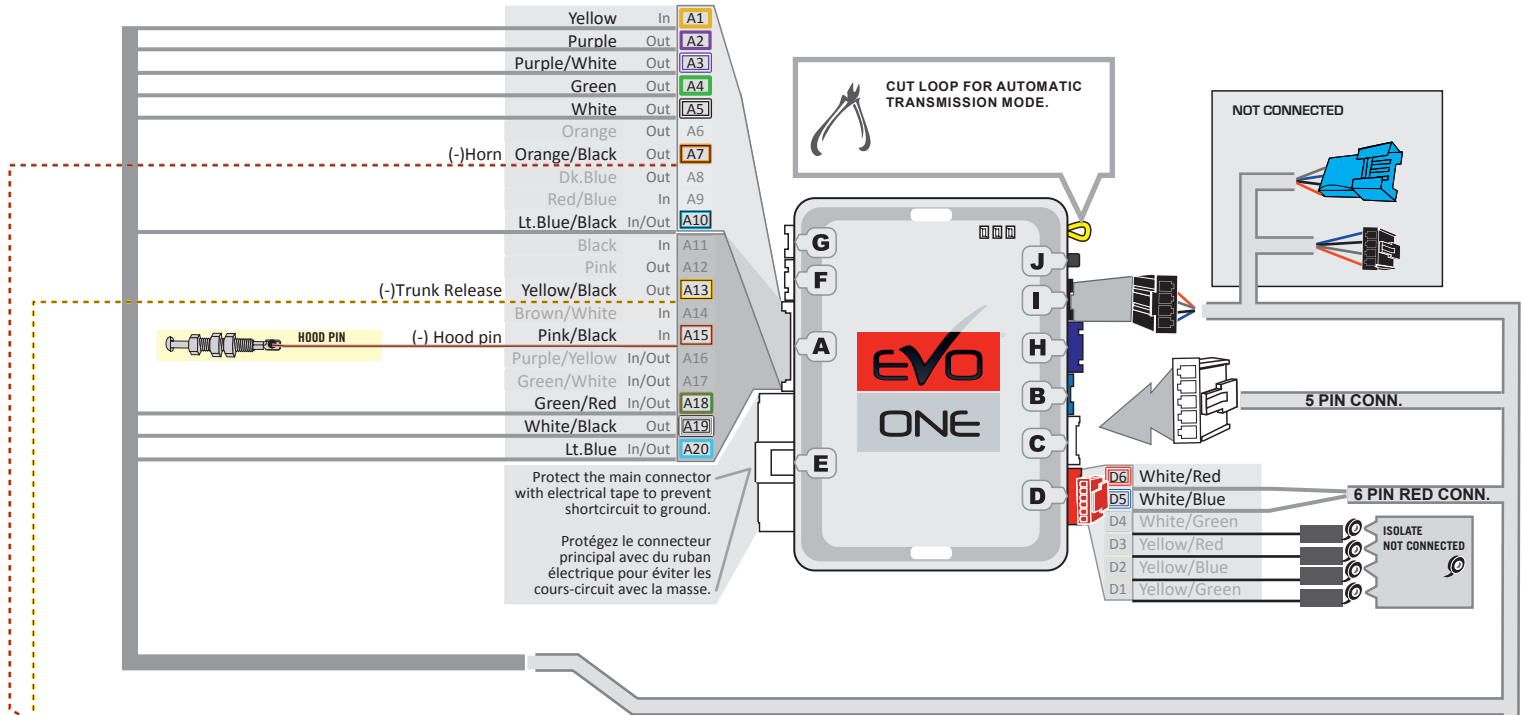 Yellow In A1
Purple Out A2
Purple/White Out A3
Green Out A4
White Out A5
Orange Out A6
(-)Horn Orange/Black Out A7
Dk.Blue Out A8
Red/Blue In A9
Lt.Blue/Black In/Out A10
Black In A11
Pink Out A12
(-)Trunk Release Yellow/Black Out A13
Brown/White In A14
HOOD PIN (-) Hood pin Pink/Black In A15
Purple/Yellow In/Out A16
Green/White In/Out A17
Green/Red In/Out A18
White/Black Out A19
Lt.Blue In/Out A20
Protect the main connector
with electrical tape to prevent
shortcircuit to ground.
Protégez le connecteur
principal avec du ruban
électrique pour éviter les
cours-circuit avec la masse.
CUT LOOP FOR AUTOMATIC
TRANSMISSION MODE.
G
F
A
E
EVO
ONE
J
I
H
B
C
D
NOT CONNECTED
5 PIN CONN.
D6 White/Red
D5 White/Blue
6 PIN RED CONN.
D4 White/Green
D3 Yellow/Red
D2 Yellow/Blue
D1 Yellow/Green
ISOLATE
NOT CONNECTED